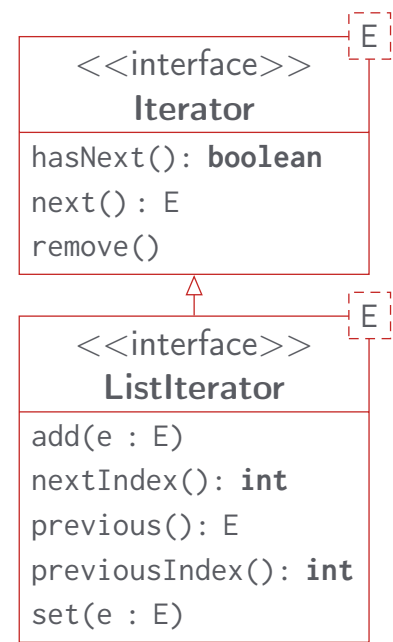 E
<<interface>>
Iterator
hasNext(): boolean
next() : E
remove()
E
<<interface>>
ListIterator
add(e : E)
nextIndex(): int
previous(): E
previousIndex(): int
set(e : E)